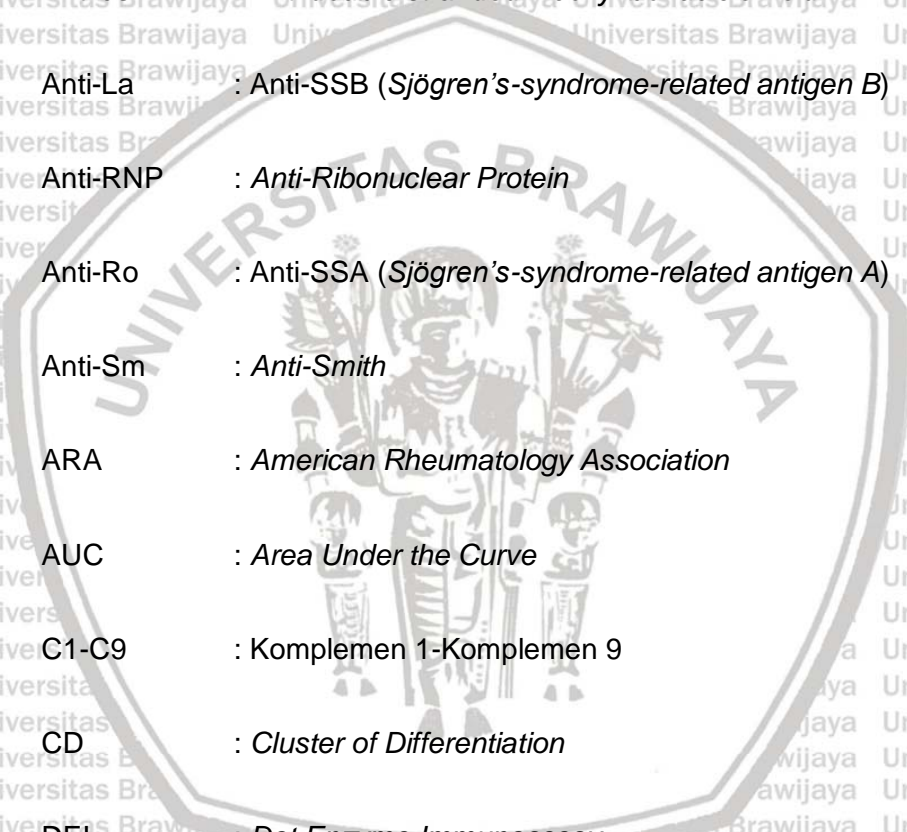 Anti-La : Anti-SSB (Sjögren’s-syndrome-related antigen B)
Anti-RNP : Anti-Ribonuclear Protein
Anti-Ro : Anti-SSA (Sjögren’s-syndrome-related antigen A)
Anti-Sm : Anti-Smith
ARA : American Rheumatology Association
AUC : Area Under the Curve
C1-C9 : Komplemen 1-Komplemen 9
CD : Cluster of Differentiation
UNIVERSITAS BRAWIJAYA